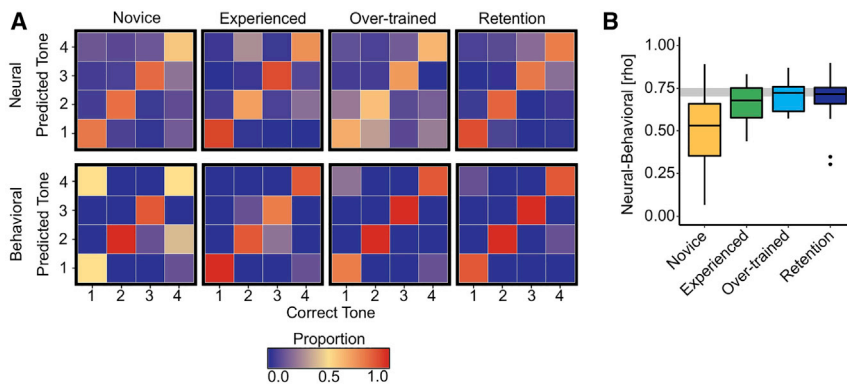 A
Novice Experienced Over-trained Retention
Neural
Predicted Tone
4
3
2
1
Behavioral
Predicted Tone
4
3
2
1
1 2 3 4 1 2 3 4 1 2 3 4 1 2 3 4
Correct Tone
Proportion
0.0 0.5 1.0
B
Neural-Behavioral [rho]
1.00
0.75
0.50
0.25
0.00
Novice
Experienced
Over-trained
Retention